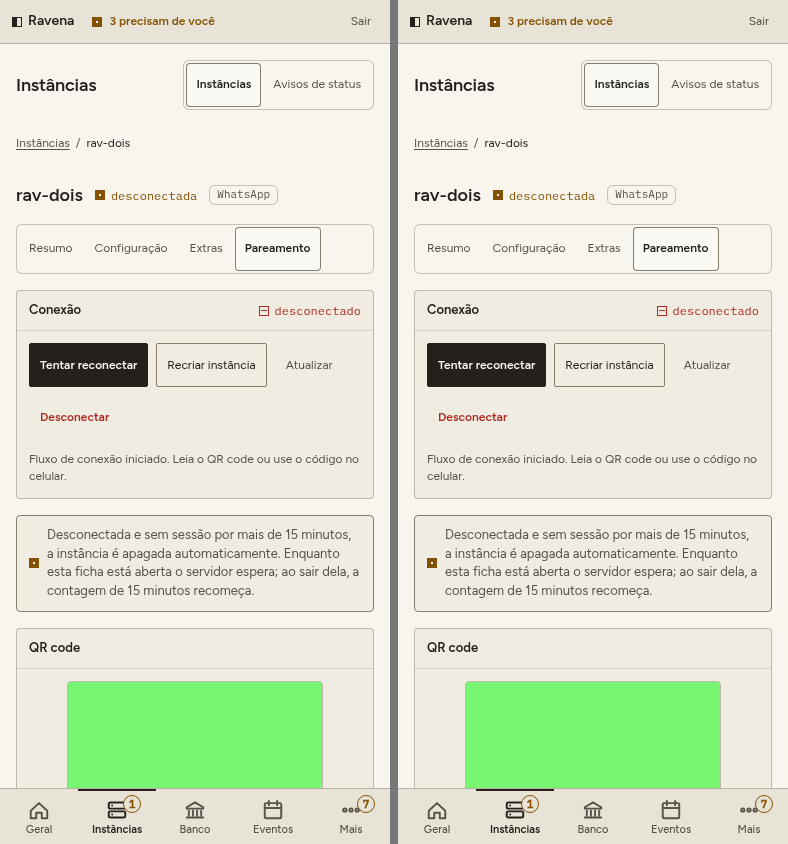 Ravena 3 precisam de você Sair
Instâncias Instâncias Avisos de status
Instâncias / rav-dois
rav-dois desconectada WhatsApp
Resumo Configuração Extras Pareamento
Conexão desconectado
Tentar reconectar Recriar instância Atualizar
Desconectar
Fluxo de conexão iniciado. Leia o QR code ou use o código no
celular.
Desconectada e sem sessão por mais de 15 minutos,
a instância é apagada automaticamente. Enquanto
esta ficha está aberta o servidor espera; ao sair dela, a
contagem de 15 minutos recomeça.
QR code
1 7
Geral Instâncias Banco Eventos Mais
Ravena 3 precisam de você Sair
Instâncias Instâncias Avisos de status
Instâncias / rav-dois
rav-dois desconectada WhatsApp
Resumo Configuração Extras Pareamento
Conexão desconectado
Tentar reconectar Recriar instância Atualizar
Desconectar
Fluxo de conexão iniciado. Leia o QR code ou use o código no
celular.
Desconectada e sem sessão por mais de 15 minutos,
a instância é apagada automaticamente. Enquanto
esta ficha está aberta o servidor espera; ao sair dela, a
contagem de 15 minutos recomeça.
QR code
1 7
Geral Instâncias Banco Eventos Mais